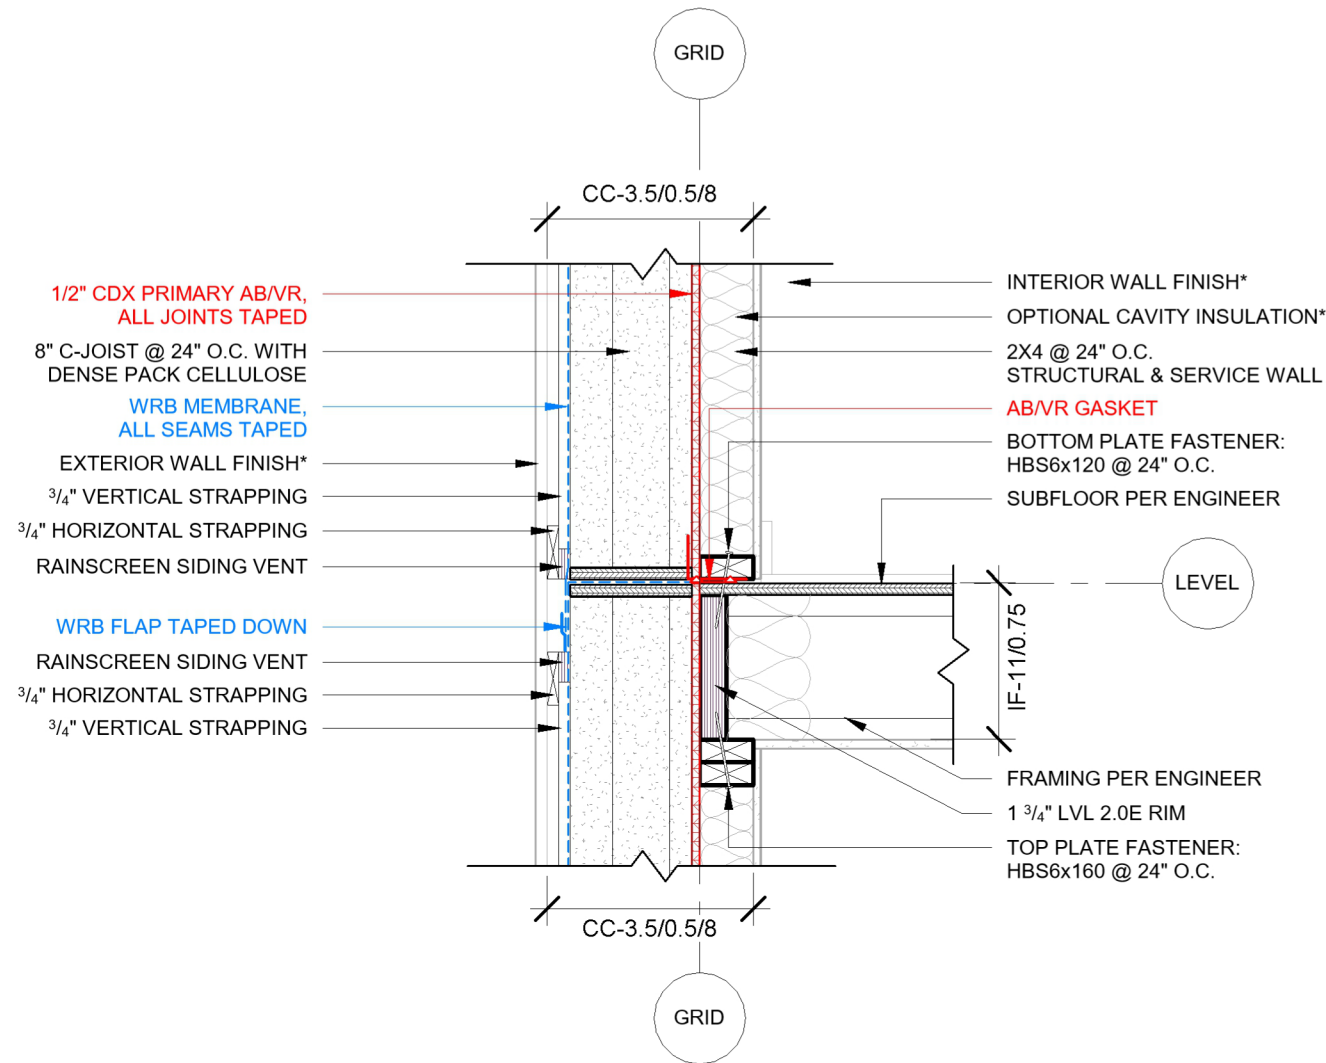 GRID
CC-3.5/0.5/8
1/2" CDX PRIMARY AB/VR,
ALL JOINTS TAPED
8" C-JOIST @ 24" O.C. WITH
DENSE PACK CELLULOSE
WRB MEMBRANE,
ALL SEAMS TAPED
EXTERIOR WALL FINISH*
3/4" VERTICAL STRAPPING
3/4" HORIZONTAL STRAPPING
RAINSCREEN SIDING VENT
WRB FLAP TAPED DOWN
RAINSCREEN SIDING VENT
3/4" HORIZONTAL STRAPPING
3/4" VERTICAL STRAPPING
INTERIOR WALL FINISH*
OPTIONAL CAVITY INSULATION*
2X4 @ 24" O.C.
STRUCTURAL & SERVICE WALL
AB/VR GASKET
BOTTOM PLATE FASTENER:
HBS6x120 @ 24" O.C.
SUBFLOOR PER ENGINEER
LEVEL
IF-11/0.75
FRAMING PER ENGINEER
1 3/4" LVL 2.0E RIM
TOP PLATE FASTENER:
HBS6x160 @ 24" O.C.
CC-3.5/0.5/8
GRID